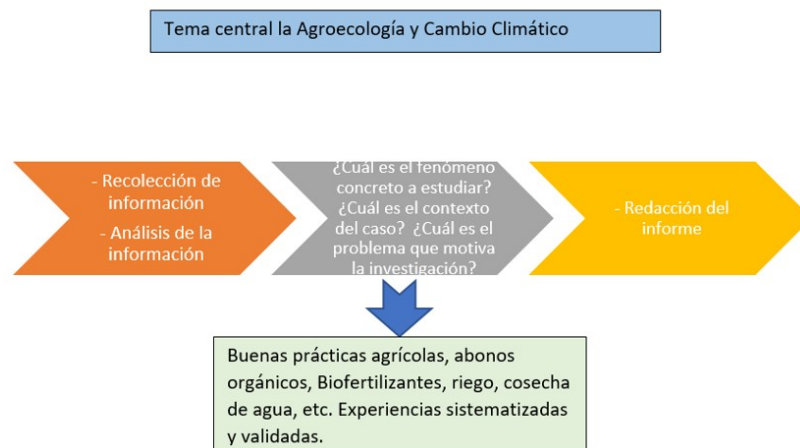 Tema central la Agroecología y Cambio Climático
- Recolección de
información
- Análisis de la
información
¿Cuál es el fenómeno
concreto a estudiar?
¿Cuál es el contexto
del caso? ¿Cuál es el
problema que motiva
la investigación?
- Redacción del
informe
Buenas prácticas agrícolas, abonos
orgánicos, Biofertilizantes, riego, cosecha
de agua, etc. Experiencias sistematizadas
y validadas.